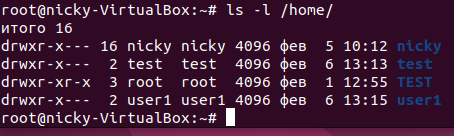 root@nicky-VirtualBox:~# ls -l /home/
итого 16
drwxr-x--- 16 nicky nicky 4096 фев  5 10:12 nicky
drwxr-x---  2 test  test  4096 фев  6 13:13 test
drwxr-xr-x  3 root  root  4096 фев  1 12:55 TEST
drwxr-x---  2 user1 user1 4096 фев  6 13:15 user1
root@nicky-VirtualBox:~#